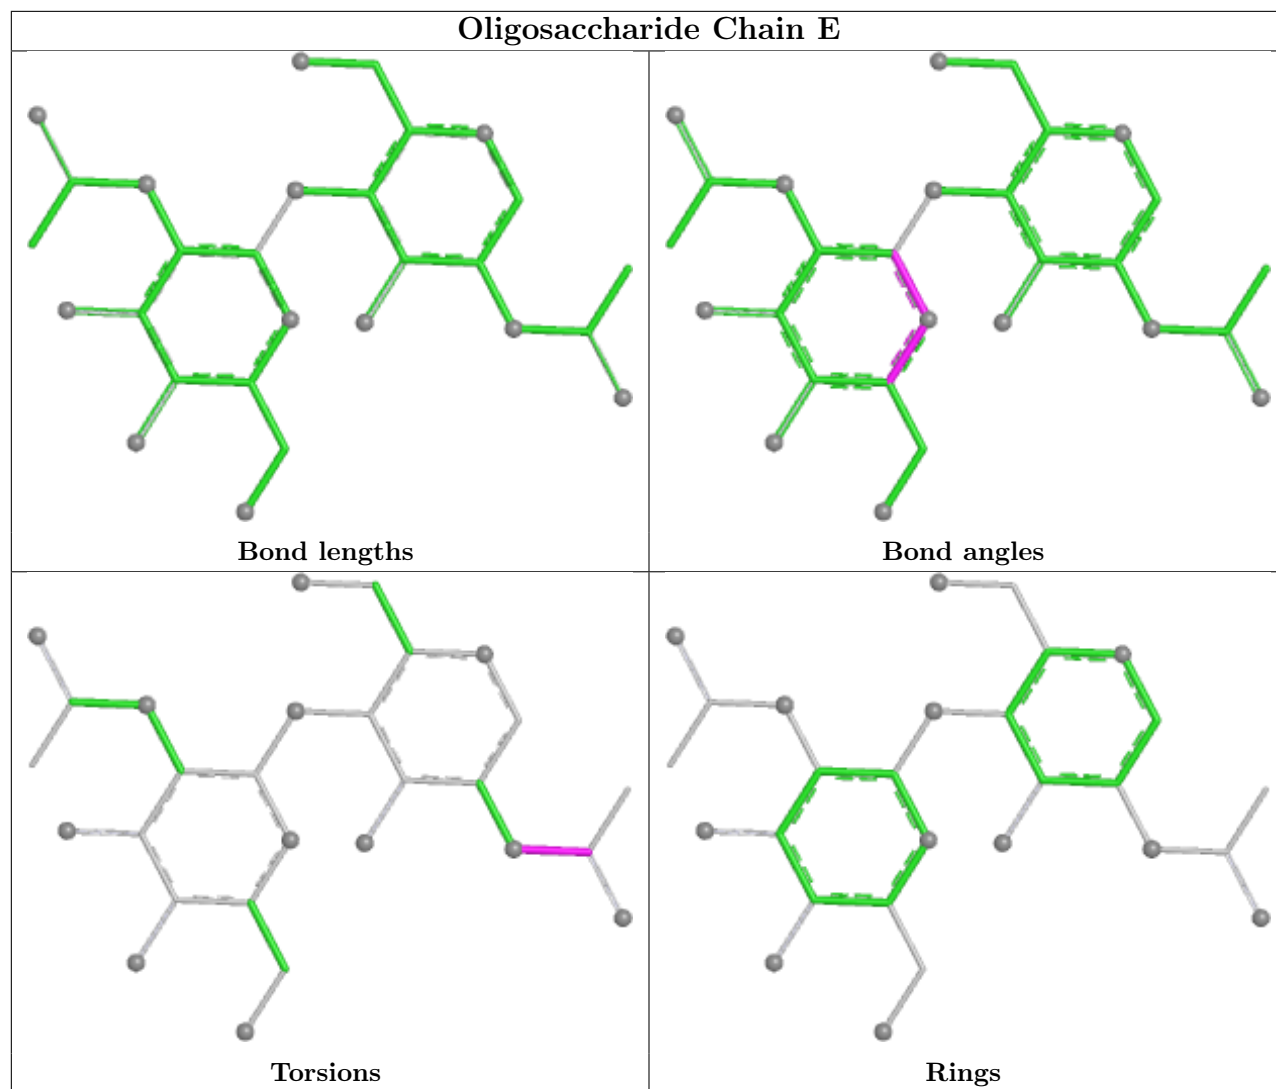 Oligosaccharide Chain E
Bond lengths
Bond angles
Torsions
Rings